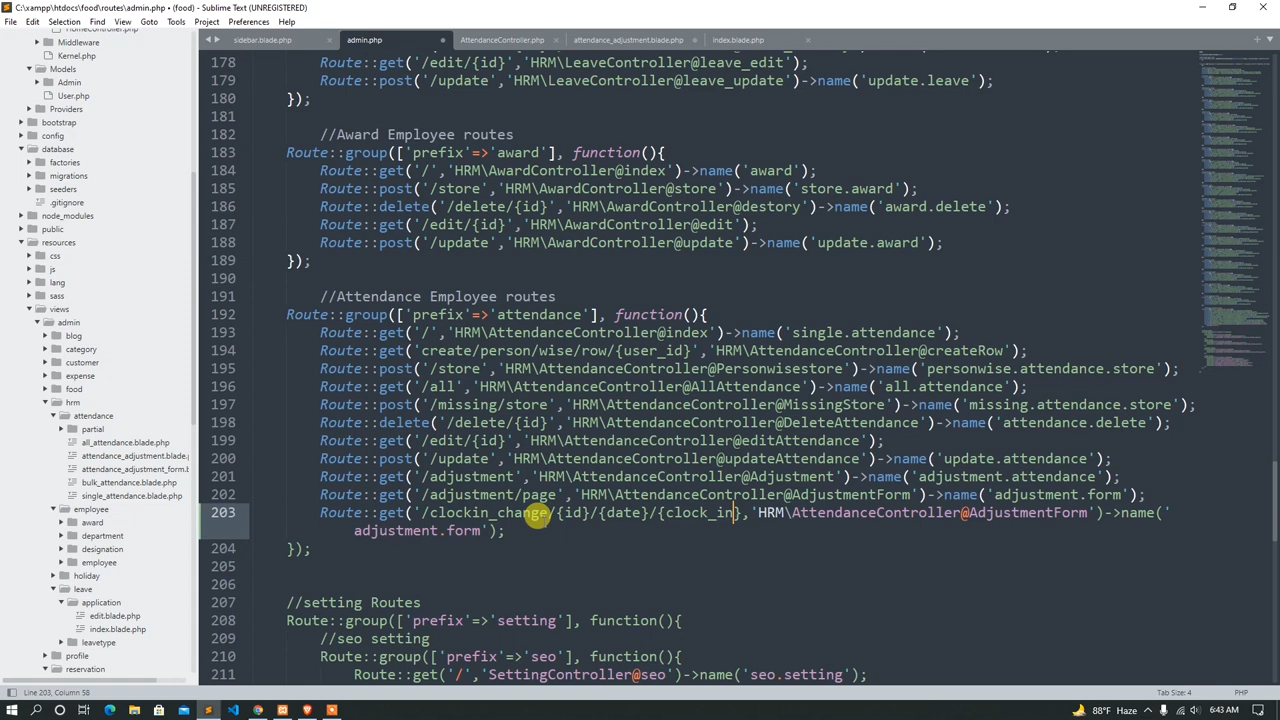 C:\xampp\htdocs\food\routes\admin.php • (food) - Sublime Text (UNREGISTERED)
File Edit Selection Find View Goto Tools Project Preferences Help
sidebar.blade.php admin.php AttendanceController.php attendance_adjustment.blade.php index.blade.php
HomeController.php
Middleware
Kernel.php
Models
Admin
User.php
Providers
bootstrap
config
database
factories
migrations
seeders
.gitignore
node_modules
public
resources
css
js
lang
sass
views
admin
blog
category
customer
expense
food
hrm
attendance
partial
all_attendance.blade.php
attendance_adjustment.blade.p
attendance_adjustment_form.b
bulk_attendance.blade.php
single_attendance.blade.php
employee
award
department
designation
employee
holiday
leave
application
edit.blade.php
index.blade.php
leavetype
profile
reservation
178 Route::get('/edit/{id}','HRM\LeaveController@leave_edit');
179 Route::post('/update','HRM\LeaveController@leave_update')->name('update.leave');
180 });
181
182 //Award Employee routes
183 Route::group(['prefix'=>'award'], function(){
184 Route::get('/','HRM\AwardController@index')->name('award');
185 Route::post('/store','HRM\AwardController@store')->name('store.award');
186 Route::delete('/delete/{id}','HRM\AwardController@destory')->name('award.delete');
187 Route::get('/edit/{id}','HRM\AwardController@edit');
188 Route::post('/update','HRM\AwardController@update')->name('update.award');
189 });
190
191 //Attendance Employee routes
192 Route::group(['prefix'=>'attendance'], function(){
193 Route::get('/','HRM\AttendanceController@index')->name('single.attendance');
194 Route::get('create/person/wise/row/{user_id}','HRM\AttendanceController@createRow');
195 Route::post('/store','HRM\AttendanceController@Personwisestore')->name('personwise.attendance.store');
196 Route::get('/all','HRM\AttendanceController@AllAttendance')->name('all.attendance');
197 Route::post('/missing/store','HRM\AttendanceController@MissingStore')->name('missing.attendance.store');
198 Route::delete('/delete/{id}','HRM\AttendanceController@DeleteAttendance')->name('attendance.delete');
199 Route::get('/edit/{id}','HRM\AttendanceController@editAttendance');
200 Route::post('/update','HRM\AttendanceController@updateAttendance')->name('update.attendance');
201 Route::get('/adjustment','HRM\AttendanceController@Adjustment')->name('adjustment.attendance');
202 Route::get('/adjustment/page','HRM\AttendanceController@AdjustmentForm')->name('adjustment.form');
203 Route::get('/clockin_change/{id}/{date}/{clock_in},'HRM\AttendanceController@AdjustmentForm')->name('
adjustment.form');
204 });
205
206
207 //setting Routes
208 Route::group(['prefix'=>'setting'], function(){
209 //seo setting
210 Route::group(['prefix'=>'seo'], function(){
211 Route::get('/','SettingController@seo')->name('seo.setting');
Line 203, Column 58 Tab Size: 4 PHP
88°F Haze 6:43 AM